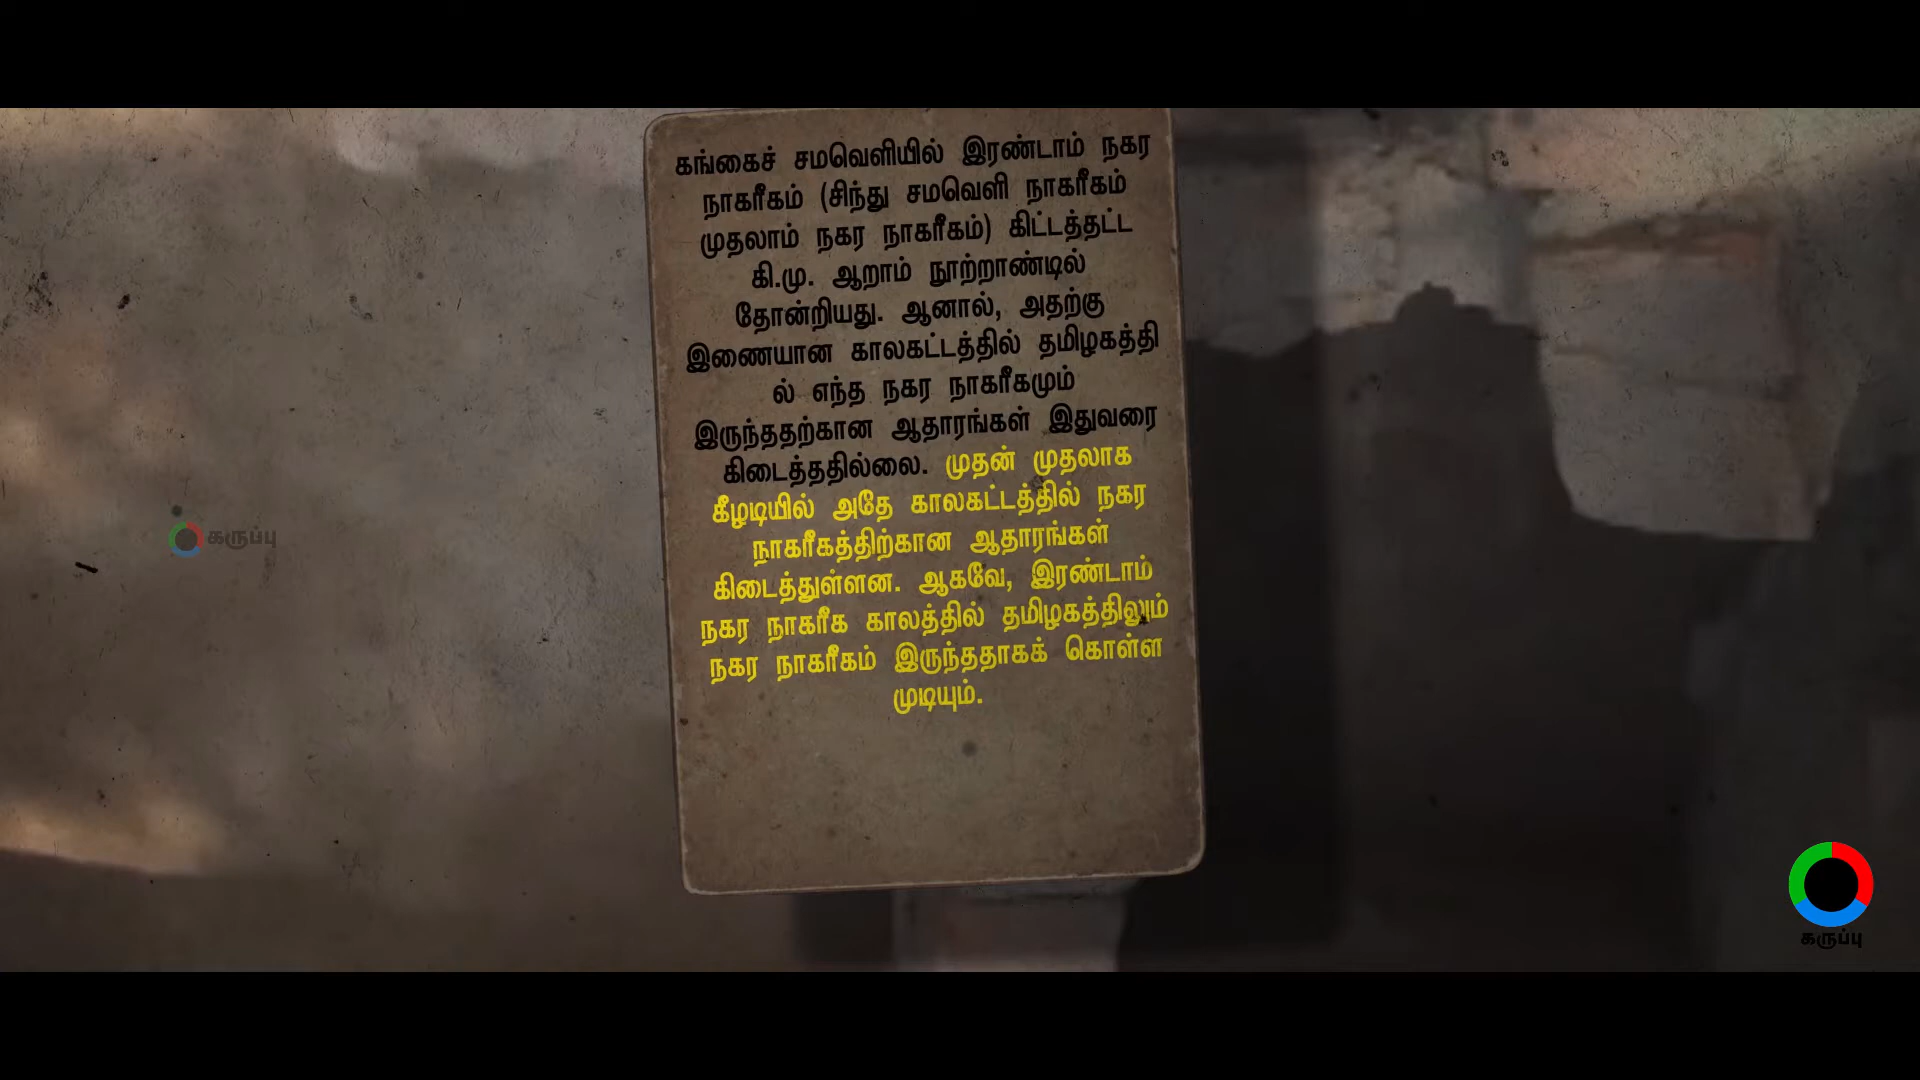 கங்கைச் சமவெளியில் இரண்டாம் நகர
நாகரீகம் (சிந்து சமவெளி நாகரீகம்
முதலாம் நகர நாகரீகம்) கிட்டத்தட்ட
கி.மு. ஆறாம் நூற்றாண்டில்
தோன்றியது. ஆனால், அதற்கு
இணையான காலகட்டத்தில் தமிழகத்தி
ல் எந்த நகர நாகரீகமும்
இருந்ததற்கான ஆதாரங்கள் இதுவரை
கிடைத்ததில்லை. முதன் முதலாக
கீழடியில் அதே காலகட்டத்தில் நகர
நாகரீகத்திற்கான ஆதாரங்கள்
கிடைத்துள்ளன. ஆகவே, இரண்டாம்
நகர நாகரீக காலத்தில் தமிழகத்திலும்
நகர நாகரீகம் இருந்ததாகக் கொள்ள
முடியும்.
கருப்பு
கருப்பு